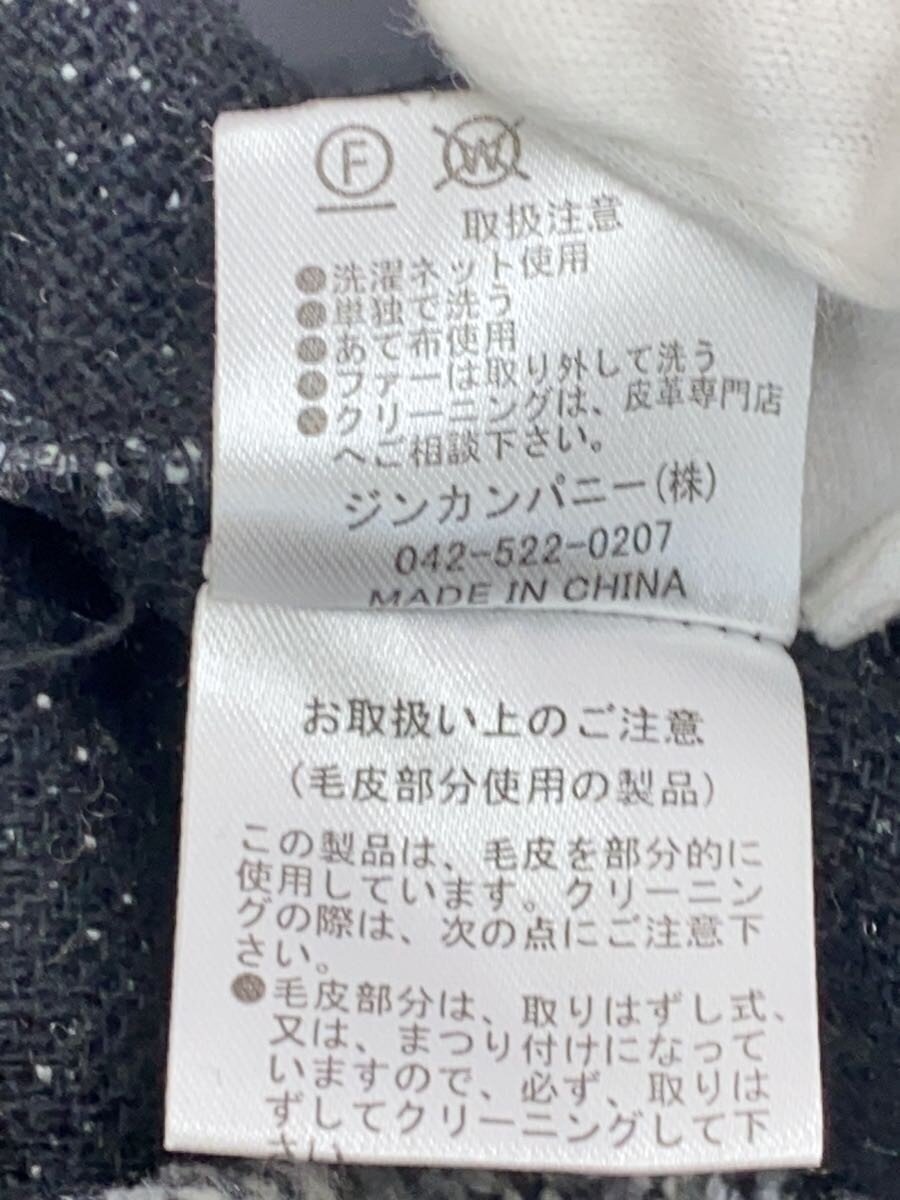 F W
取扱注意
●洗濯ネット使用
●単独で洗う
●あて布使用
●ファーは取り外して洗う
●クリーニングは、皮革専門店
へご相談下さい。
ジンカンパニー(株)
042-522-0207
MADE IN CHINA
お取扱い上のご注意
(毛皮部分使用の製品)
この製品は、毛皮を部分的に
使用しています。クリーニン
グの際は、次の点にご注意下
さい。
●毛皮部分は、取りはずし式、
又は、まつり付けになって
いますので、必ず、取りは
ずしてクリーニングして下
さい